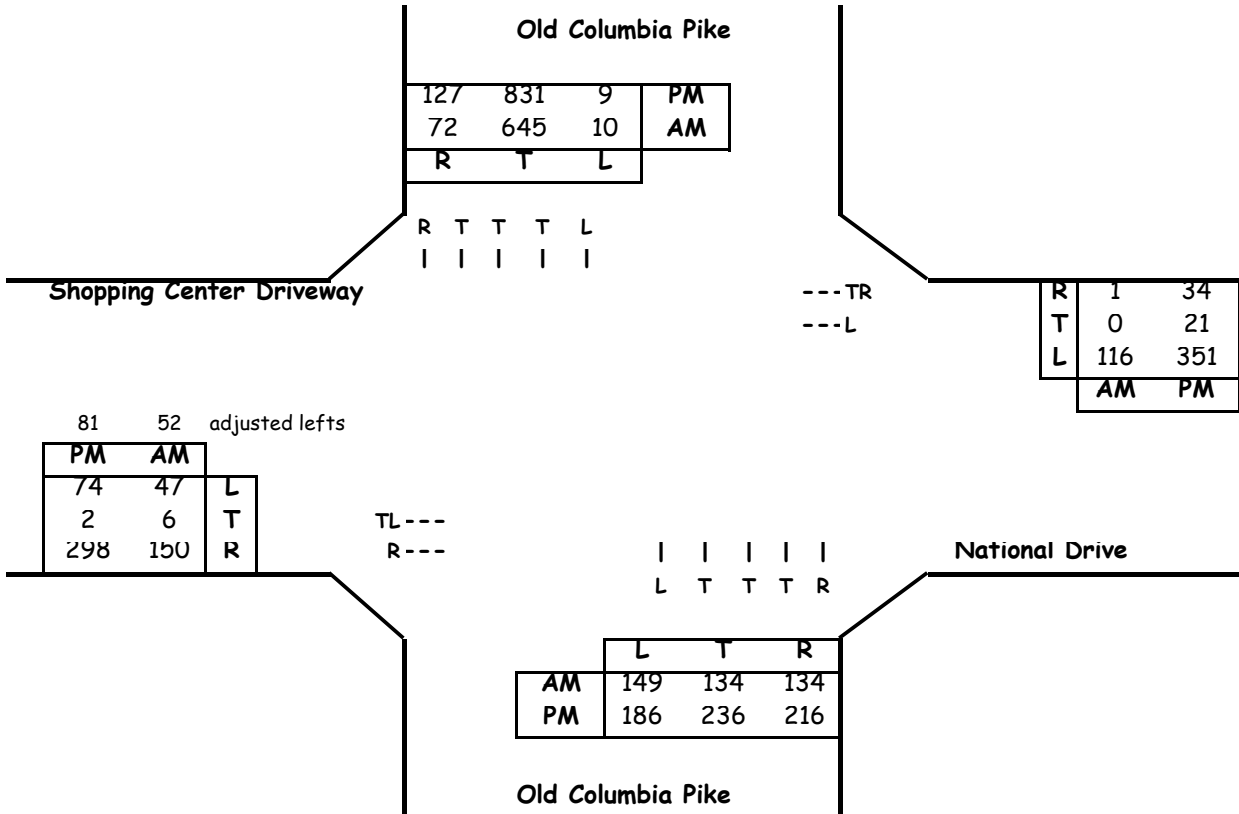 Old Columbia Pike
127 831 9 PM
72 645 10 AM
R T L
R T T T L
Shopping Center Driveway
---TR
---L
R 1 34
T 0 21
L 116 351
AM PM
81 52 adjusted lefts
PM AM
74 47 L
2 6 T
298 150 R
TL---
R---
National Drive
L T T T R
L T R
AM 149 134 134
PM 186 236 216
Old Columbia Pike